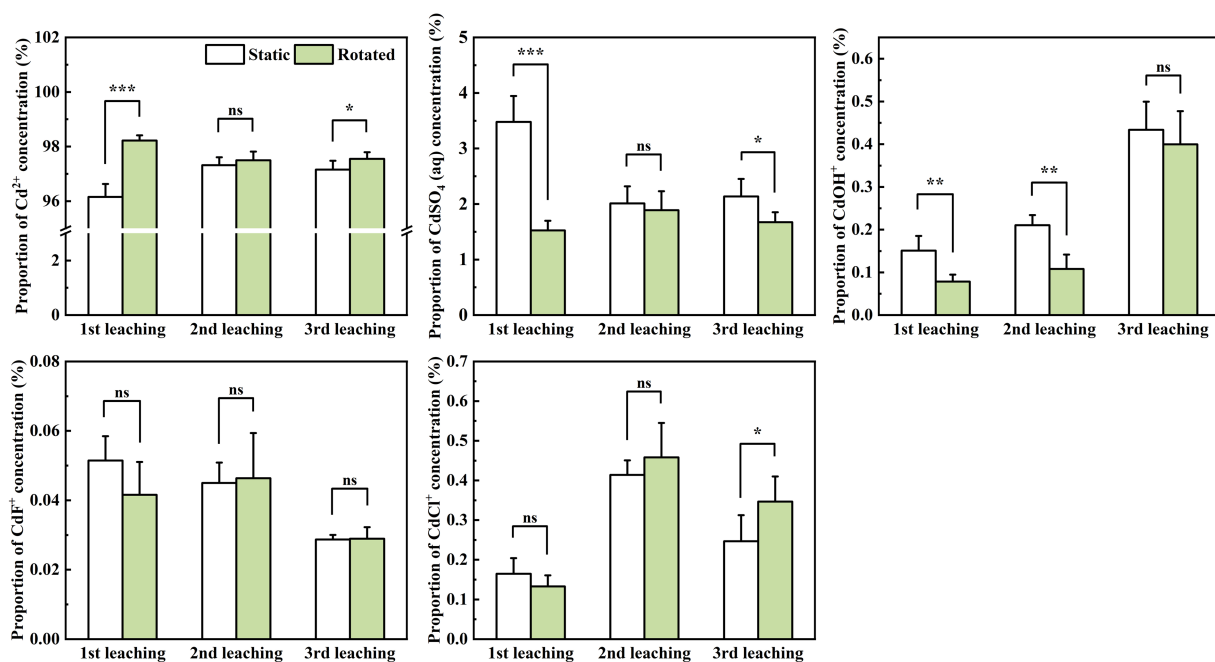 Proportion of Cd2+ concentration (%)
102
100
98
96
2
0
Static
Rotated
***
ns
*
1st leaching
2nd leaching
3rd leaching
Proportion of CdSO4 (aq) concentration (%)
5
4
3
2
1
0
***
ns
*
1st leaching
2nd leaching
3rd leaching
Proportion of CdOH+ concentration (%)
0.6
0.5
0.4
0.3
0.2
0.1
0.0
**
**
ns
1st leaching
2nd leaching
3rd leaching
Proportion of CdF+ concentration (%)
0.08
0.06
0.04
0.02
0.00
ns
ns
ns
1st leaching
2nd leaching
3rd leaching
Proportion of CdCl+ concentration (%)
0.7
0.6
0.5
0.4
0.3
0.2
0.1
0.0
ns
ns
*
1st leaching
2nd leaching
3rd leaching